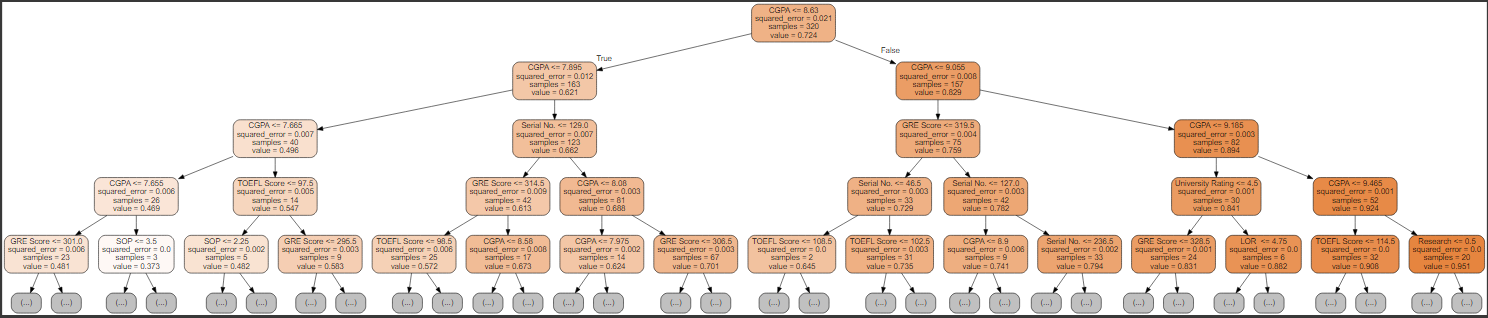 CGPA <= 8.63
squared_error = 0.021
samples = 320
value = 0.724
True
False
CGPA <= 7.895
squared_error = 0.012
samples = 163
value = 0.621
CGPA <= 9.055
squared_error = 0.008
samples = 157
value = 0.829
CGPA <= 7.665
squared_error = 0.007
samples = 40
value = 0.496
Serial No. <= 129.0
squared_error = 0.007
samples = 123
value = 0.662
GRE Score <= 319.5
squared_error = 0.004
samples = 75
value = 0.759
CGPA <= 9.185
squared_error = 0.003
samples = 82
value = 0.894
CGPA <= 7.655
squared_error = 0.006
samples = 26
value = 0.469
TOEFL Score <= 97.5
squared_error = 0.005
samples = 14
value = 0.547
GRE Score <= 314.5
squared_error = 0.009
samples = 42
value = 0.613
CGPA <= 8.08
squared_error = 0.003
samples = 81
value = 0.688
Serial No. <= 46.5
squared_error = 0.003
samples = 33
value = 0.729
Serial No. <= 127.0
squared_error = 0.003
samples = 42
value = 0.782
University Rating <= 4.5
squared_error = 0.001
samples = 30
value = 0.841
CGPA <= 9.465
squared_error = 0.001
samples = 52
value = 0.924
GRE Score <= 301.0
squared_error = 0.006
samples = 23
value = 0.481
SOP <= 3.5
squared_error = 0.0
samples = 3
value = 0.373
SOP <= 2.25
squared_error = 0.002
samples = 5
value = 0.482
GRE Score <= 295.5
squared_error = 0.003
samples = 9
value = 0.583
TOEFL Score <= 98.5
squared_error = 0.006
samples = 25
value = 0.572
CGPA <= 8.58
squared_error = 0.008
samples = 17
value = 0.673
CGPA <= 7.975
squared_error = 0.002
samples = 14
value = 0.624
GRE Score <= 306.5
squared_error = 0.003
samples = 67
value = 0.701
TOEFL Score <= 108.5
squared_error = 0.0
samples = 2
value = 0.645
TOEFL Score <= 102.5
squared_error = 0.003
samples = 31
value = 0.735
CGPA <= 8.9
squared_error = 0.006
samples = 9
value = 0.741
Serial No. <= 236.5
squared_error = 0.002
samples = 33
value = 0.794
GRE Score <= 328.5
squared_error = 0.001
samples = 24
value = 0.831
LOR <= 4.75
squared_error = 0.0
samples = 6
value = 0.882
TOEFL Score <= 114.5
squared_error = 0.001
samples = 32
value = 0.908
Research <= 0.5
squared_error = 0.0
samples = 20
value = 0.951
(...) (...) (...) (...) (...) (...) (...) (...) (...) (...) (...) (...) (...) (...) (...) (...) (...) (...) (...) (...) (...) (...) (...) (...) (...) (...) (...) (...) (...) (...) (...) (...)